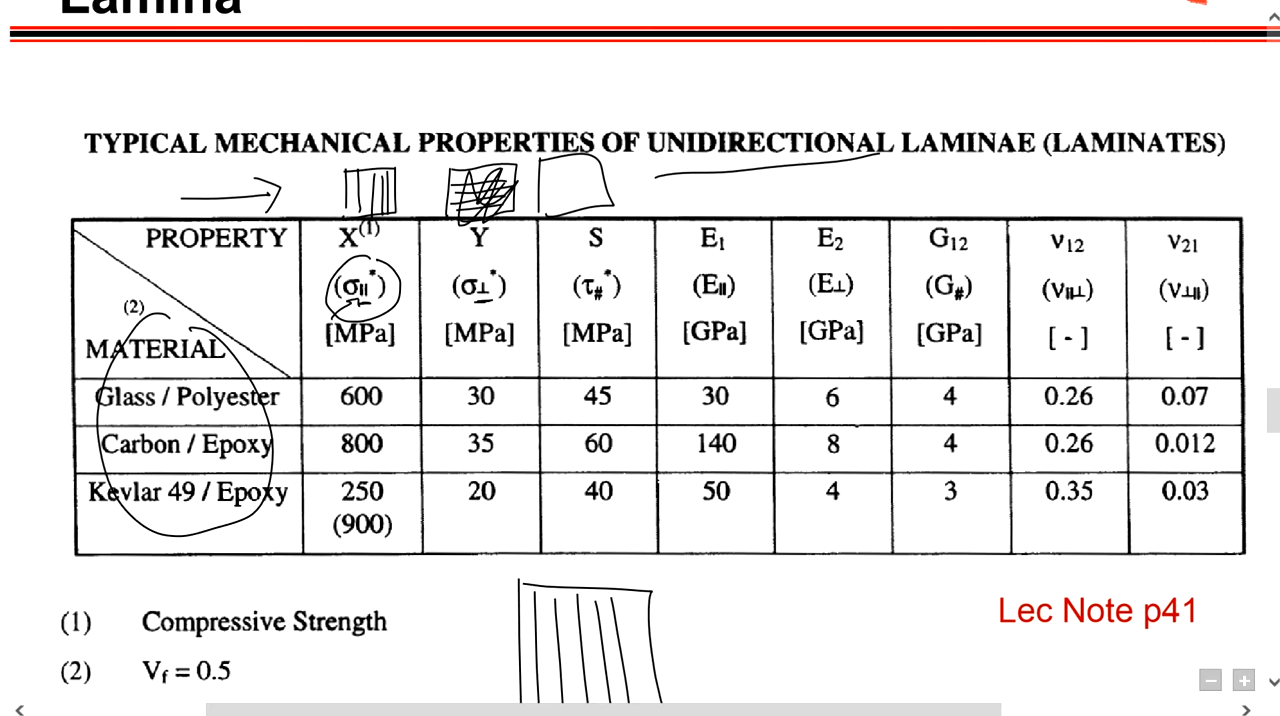 Lamina
TYPICAL MECHANICAL PROPERTIES OF UNIDIRECTIONAL LAMINAE (LAMINATES)
PROPERTY X(1) Y S E1 E2 G12 ν12 ν21
(2) (σ||*) (σ⊥*) (τ#*) (E||) (E⊥) (G#) (ν||⊥) (ν⊥||)
MATERIAL [MPa] [MPa] [MPa] [GPa] [GPa] [GPa] [ - ] [ - ]
Glass / Polyester 600 30 45 30 6 4 0.26 0.07
Carbon / Epoxy 800 35 60 140 8 4 0.26 0.012
Kevlar 49 / Epoxy 250 20 40 50 4 3 0.35 0.03
(900)
(1) Compressive Strength
Lec Note p41
(2) Vf = 0.5